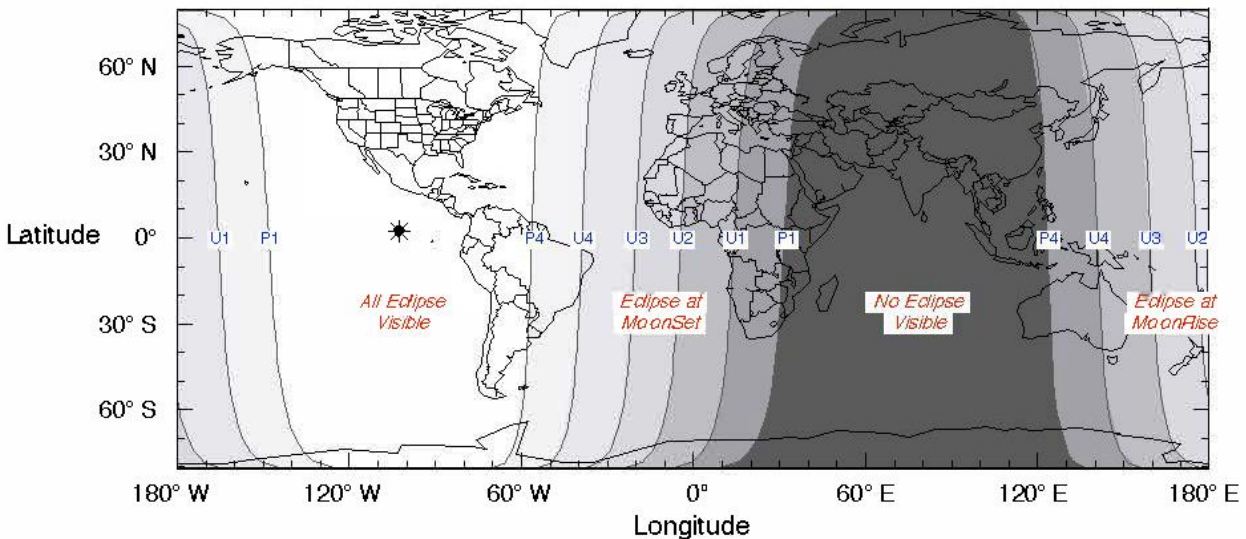 60° N
30° N
Latitude 0°
U1 P1 P4 U4 U3 U2 U1 P1 P4 U4 U3 U2
All Eclipse
Visible
Eclipse at
MoonSet
No Eclipse
Visible
Eclipse at
MoonRise
30° S
60° S
180° W 120° W 60° W 0° 60° E 120° E 180° E
Longitude